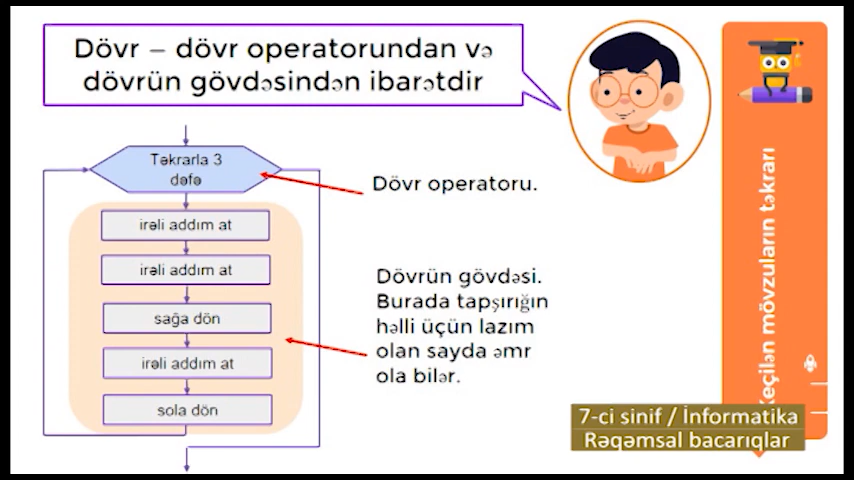 Dövr – dövr operatorundan və
dövrün gövdəsindən ibarətdir
Təkrarla 3
dəfə
Dövr operatoru.
irəli addım at
irəli addım at
sağa dön
irəli addım at
sola dön
Dövrün gövdəsi.
Burada tapşırığın
həlli üçün lazım
olan sayda əmr
ola bilər.
Keçilən mövzuların təkrarı
7-ci sinif / İnformatika
Rəqəmsal bacarıqlar